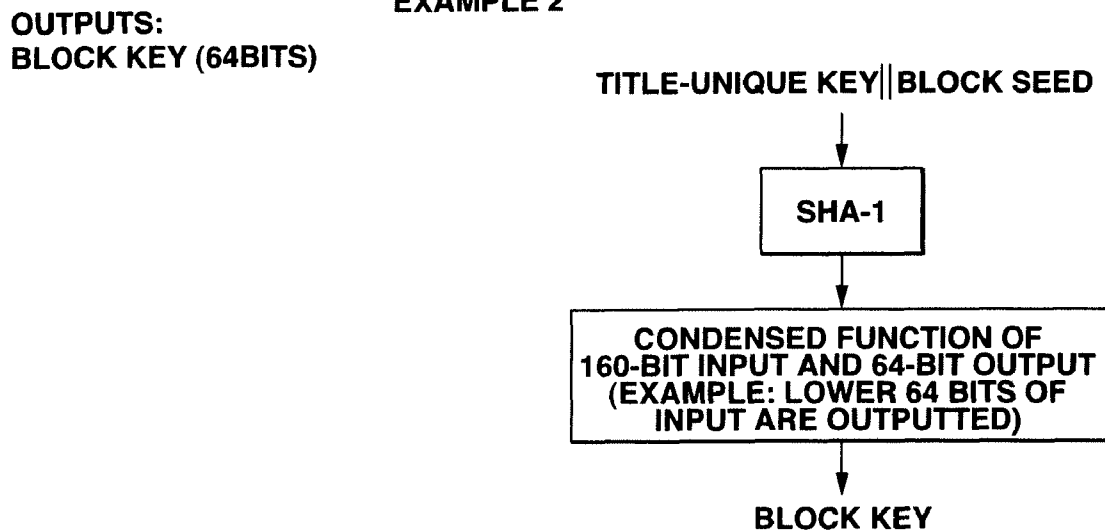 EXAMPLE 2
OUTPUTS:
BLOCK KEY (64BITS)
TITLE-UNIQUE KEY||BLOCK SEED
SHA-1
CONDENSED FUNCTION OF
160-BIT INPUT AND 64-BIT OUTPUT
(EXAMPLE: LOWER 64 BITS OF
INPUT ARE OUTPUTTED)
BLOCK KEY